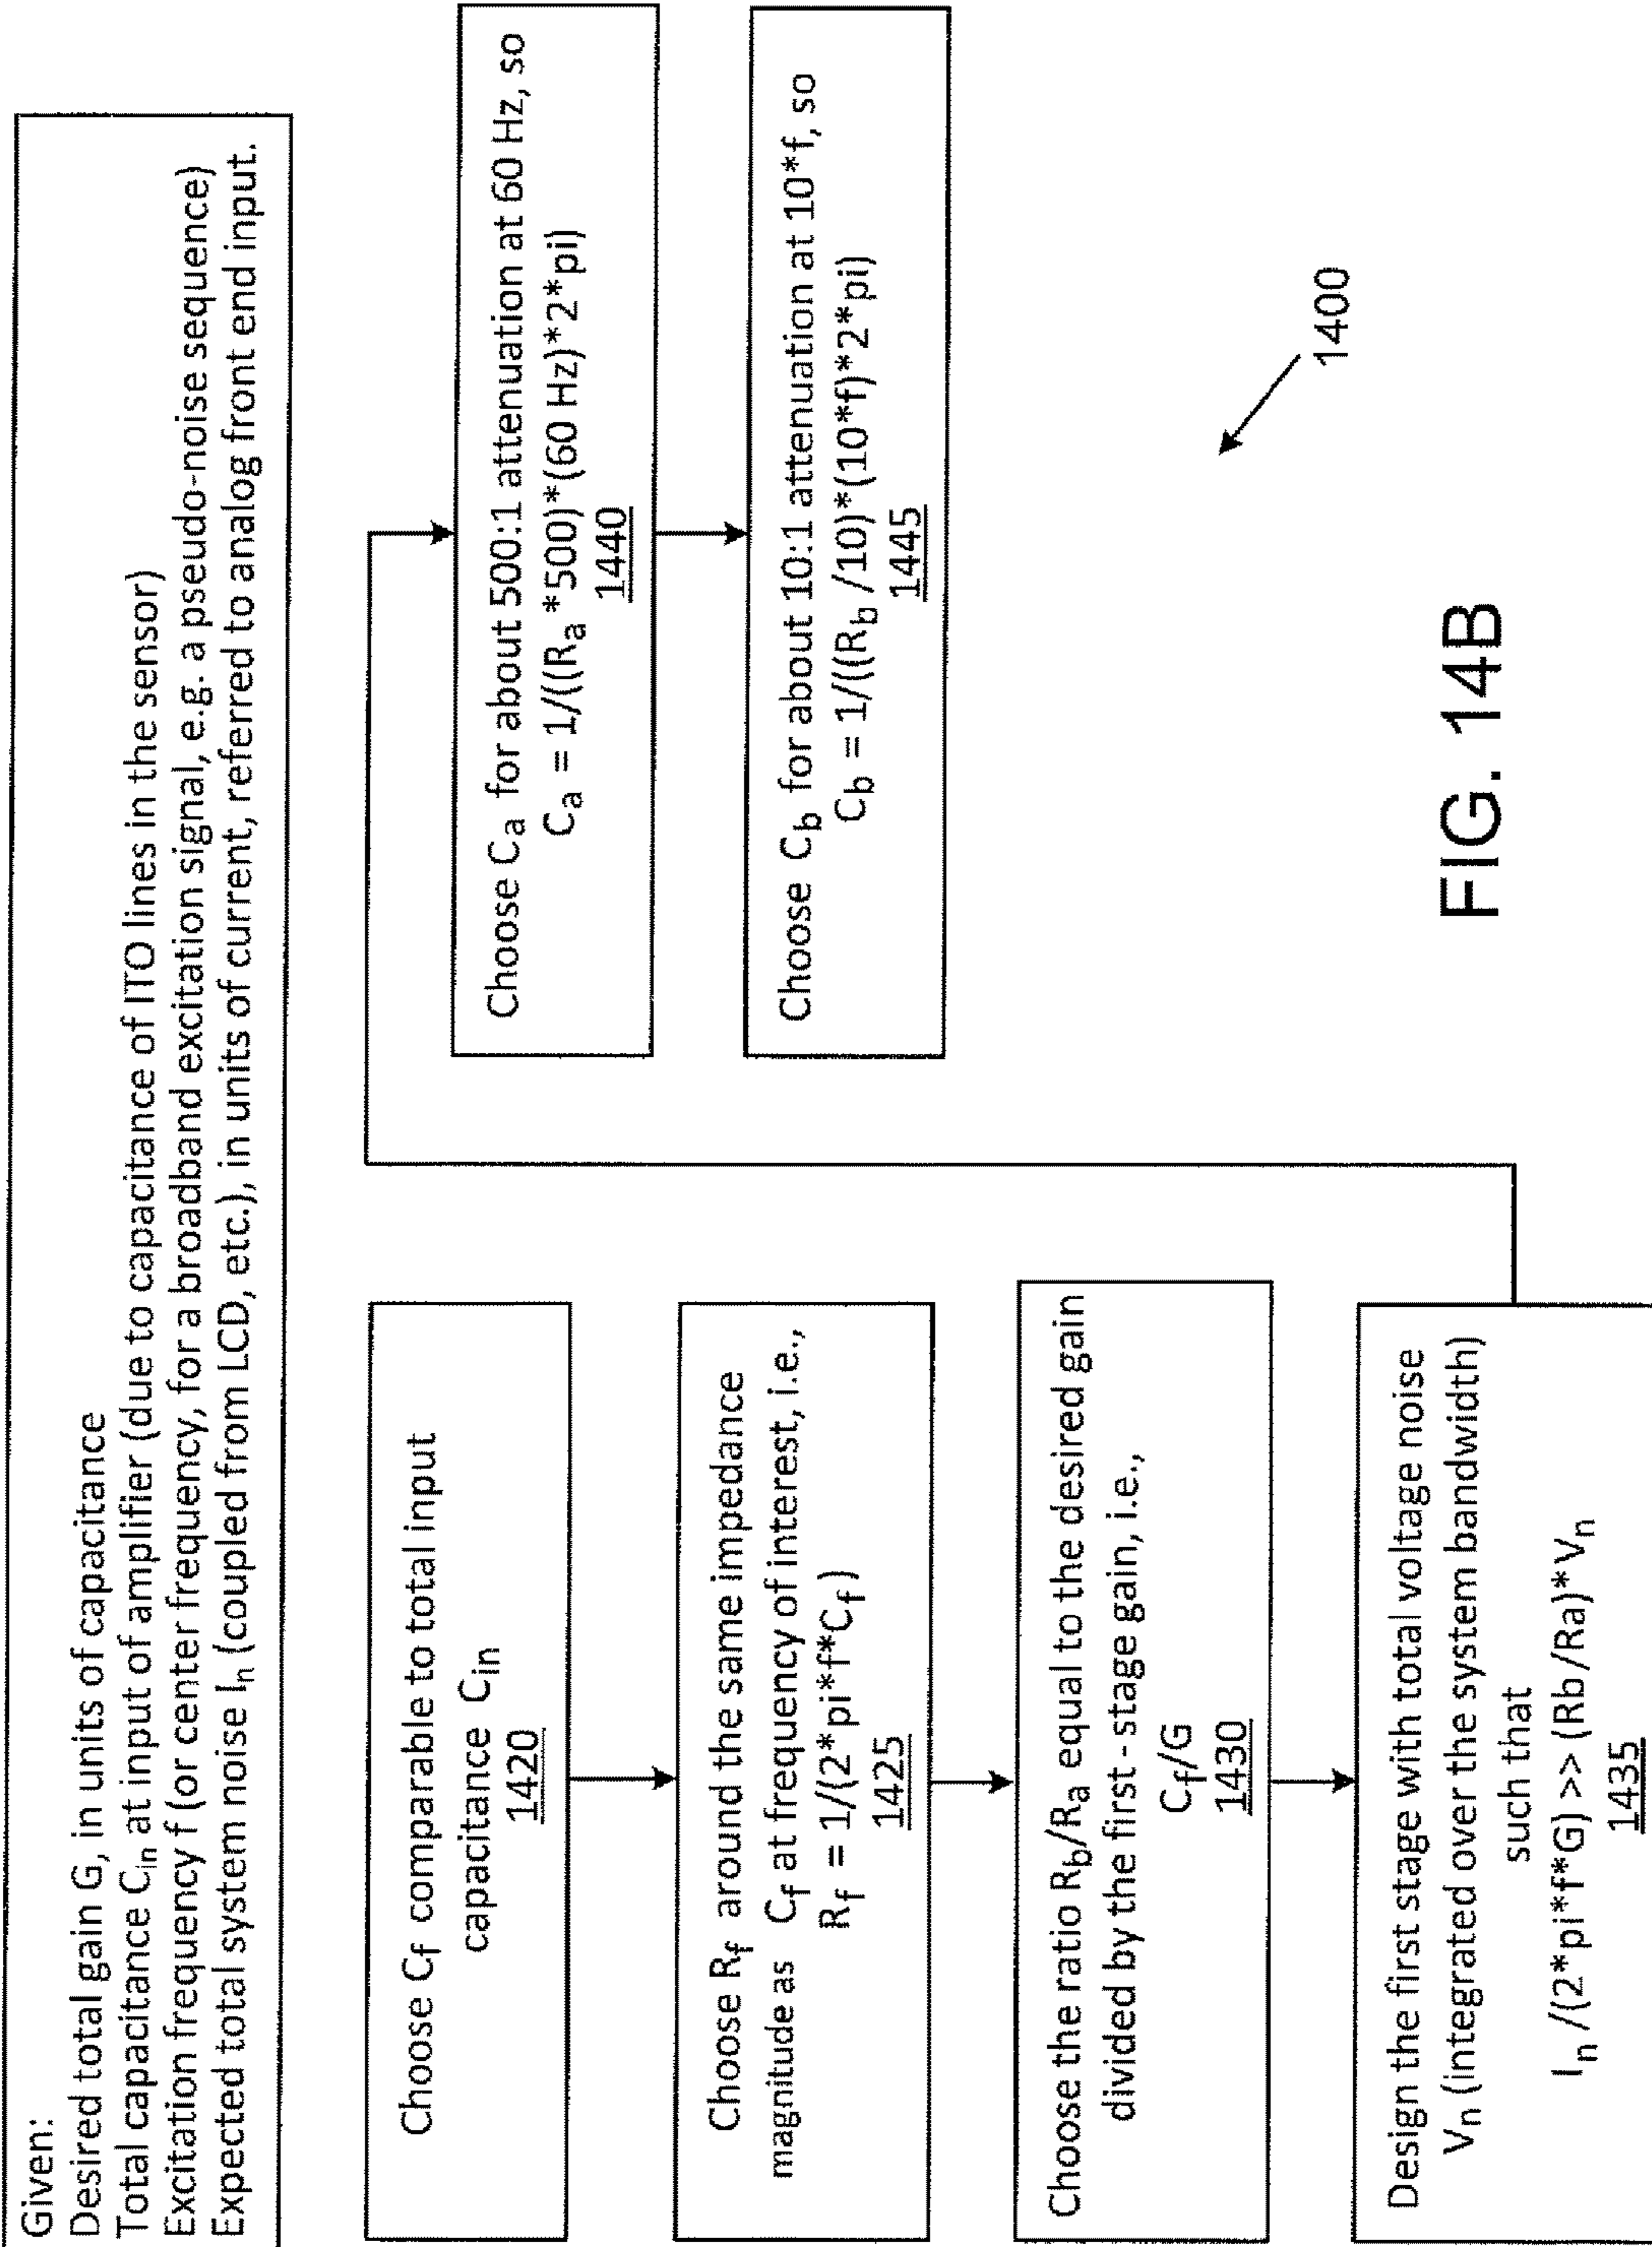 Given:
Desired total gain G, in units of capacitance
Total capacitance Cin at input of amplifier (due to capacitance of ITO lines in the sensor)
Excitation frequency f (or center frequency, for a broadband excitation signal, e.g. a pseudo-noise sequence)
Expected total system noise In (coupled from LCD, etc.), in units of current, referred to analog front end input.
Choose Cf comparable to total input
capacitance Cin
1420
Choose Rf around the same impedance
magnitude as Cf at frequency of interest, i.e.,
Rf = 1/(2*pi*f*Cf)
1425
Choose the ratio Rb/Ra equal to the desired gain
divided by the first-stage gain, i.e.,
Cf/G
1430
Design the first stage with total voltage noise
Vn (integrated over the system bandwidth)
such that
In /(2*pi*f*G) >> (Rb/Ra)*Vn
1435
Choose Ca for about 500:1 attenuation at 60 Hz, so
Ca = 1/((Ra*500)*(60 Hz)*2*pi)
1440
Choose Cb for about 10:1 attenuation at 10*f, so
Cb = 1/((Rb/10)*(10*f)*2*pi)
1445
1400
FIG. 14B